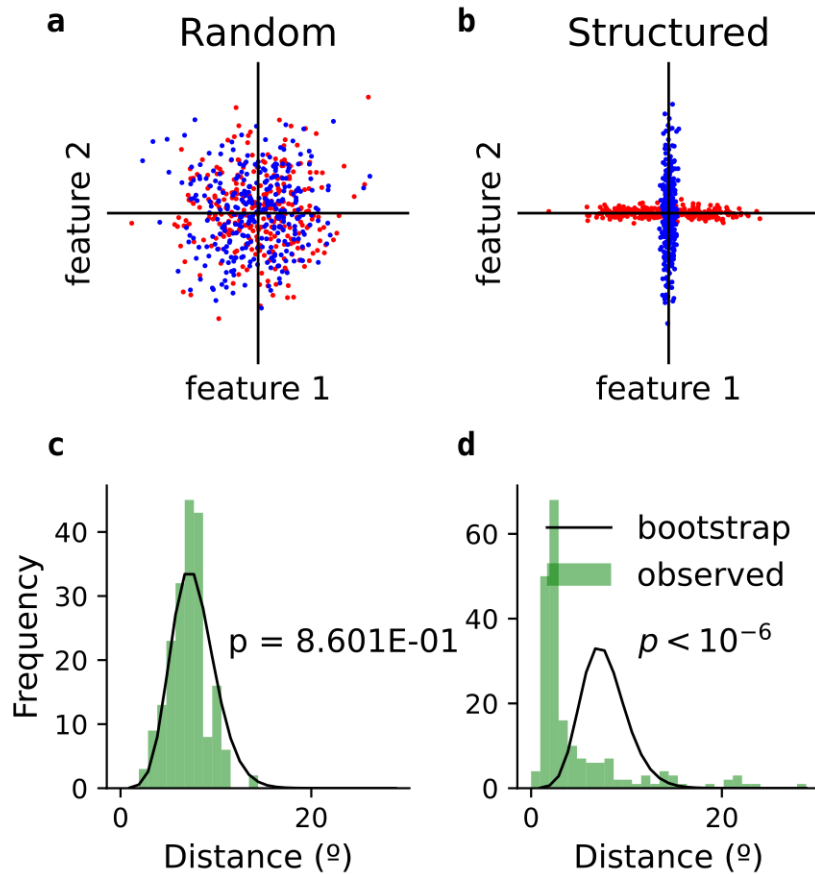 a
Random
feature 2
feature 1
b
Structured
feature 2
feature 1
c
Frequency
40
30
20
10
0
p = 8.601E-01
0
20
Distance (º)
d
60
40
20
0
bootstrap
observed
p < 10⁻⁶
0
20
Distance (º)